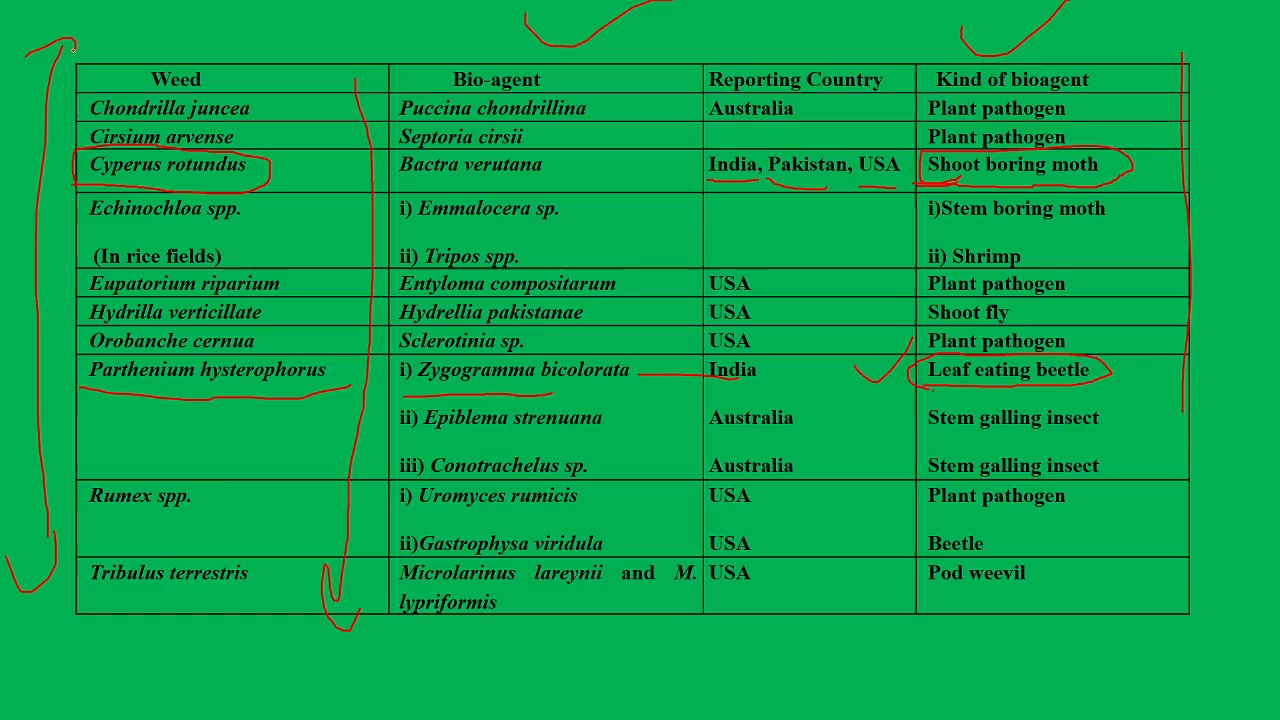 Weed Bio-agent Reporting Country Kind of bioagent
Chondrilla juncea Puccina chondrillina Australia Plant pathogen
Cirsium arvense Septoria cirsii Plant pathogen
Cyperus rotundus Bactra verutana India, Pakistan, USA Shoot boring moth
Echinochloa spp. i) Emmalocera sp. i)Stem boring moth
(In rice fields) ii) Tripos spp. ii) Shrimp
Eupatorium riparium Entyloma compositarum USA Plant pathogen
Hydrilla verticillate Hydrellia pakistanae USA Shoot fly
Orobanche cernua Sclerotinia sp. USA Plant pathogen
Parthenium hysterophorus i) Zygogramma bicolorata India Leaf eating beetle
ii) Epiblema strenuana Australia Stem galling insect
iii) Conotrachelus sp. Australia Stem galling insect
Rumex spp. i) Uromyces rumicis USA Plant pathogen
ii)Gastrophysa viridula USA Beetle
Tribulus terrestris Microlarinus lareynii and M. USA Pod weevil
lypriformis